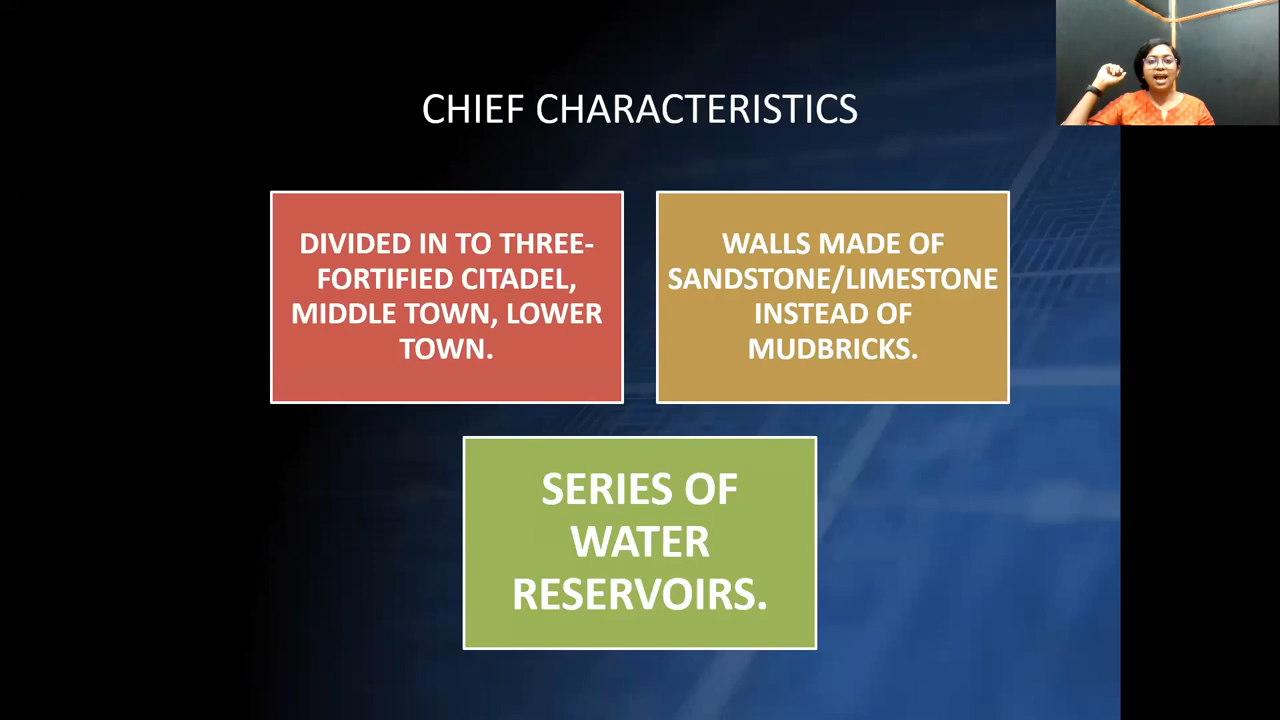 CHIEF CHARACTERISTICS
DIVIDED IN TO THREE-
FORTIFIED CITADEL,
MIDDLE TOWN, LOWER
TOWN.
WALLS MADE OF
SANDSTONE/LIMESTONE
INSTEAD OF
MUDBRICKS.
SERIES OF
WATER
RESERVOIRS.